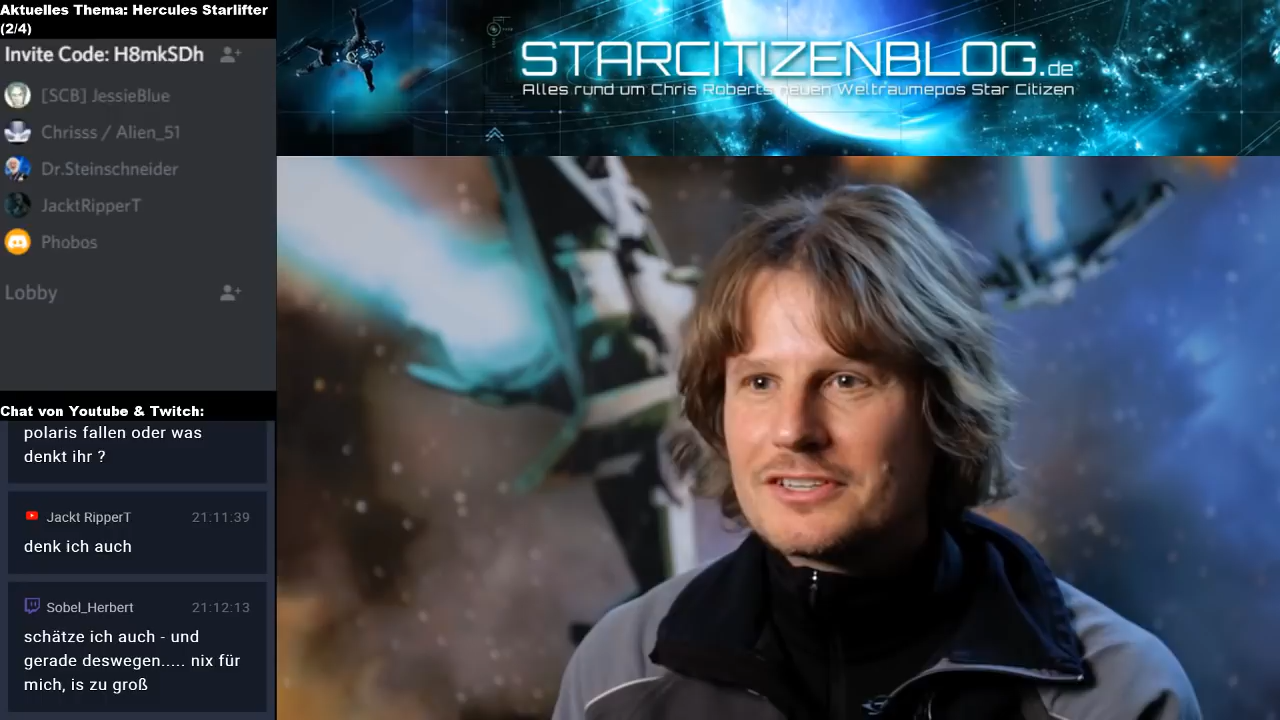 Aktuelles Thema: Hercules Starlifter
(2/4)
Invite Code: H8mkSDh
[SCB] JessieBlue
Chrisss / Alien_51
Dr.Steinschneider
JacktRipperT
Phobos
Lobby
Chat von Youtube & Twitch:
polaris fallen oder was
denkt ihr ?
Jackt RipperT 21:11:39
denk ich auch
Sobel_Herbert 21:12:13
schätze ich auch - und
gerade deswegen..... nix für
mich, is zu groß
STARCITIZENBLOG.de
Alles rund um Chris Roberts neuen Weltraumepos Star Citizen